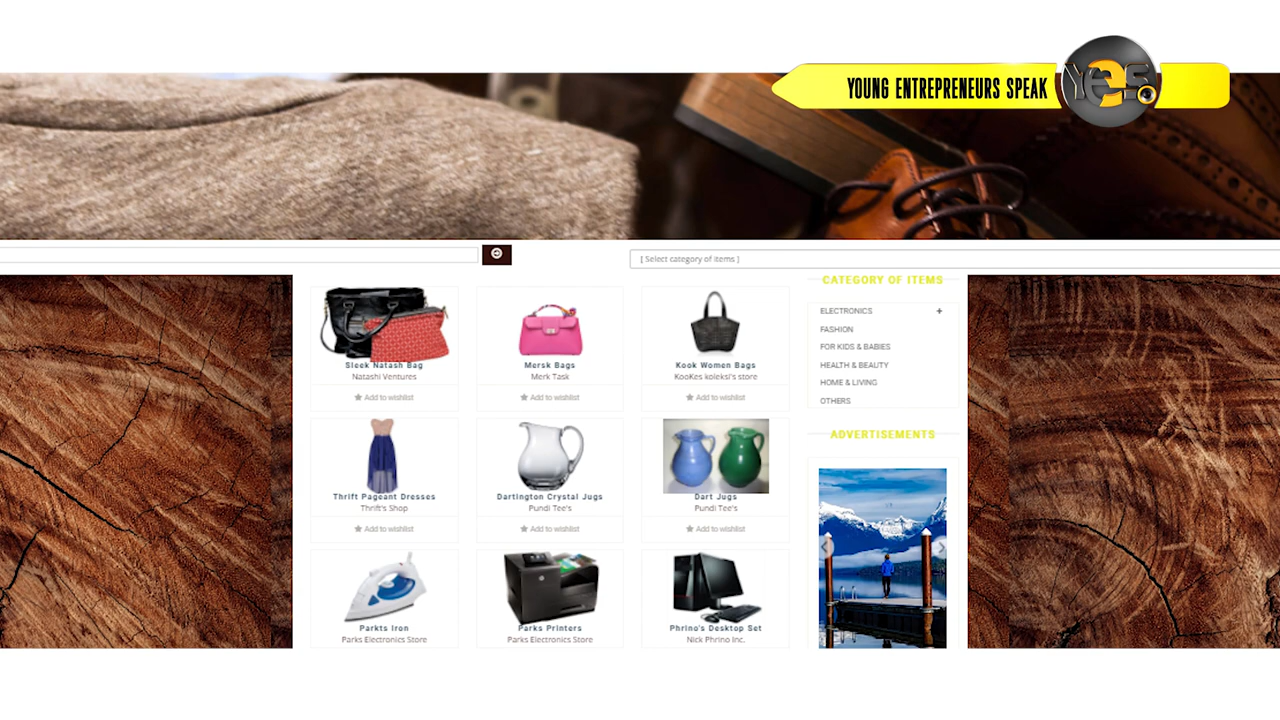 YOUNG ENTREPRENEURS SPEAK
yes
[ Select category of items ]
CATEGORY OF ITEMS
ELECTRONICS +
FASHION
FOR KIDS & BABIES
HEALTH & BEAUTY
HOME & LIVING
OTHERS
ADVERTISEMENTS
Sleek Natash Bag
Natashi Ventures
Add to wishlist
Mersk Bags
Merk Task
Add to wishlist
Kook Women Bags
KooKes koleksi's store
Add to wishlist
Thrift Pageant Dresses
Thrift's Shop
Add to wishlist
Dartington Crystal Jugs
Pundi Tee's
Add to wishlist
Dart Jugs
Pundi Tee's
Add to wishlist
Parkts Iron
Parks Electronics Store
Parks Printers
Parks Electronics Store
Phrino's Desktop Set
Nick Phrino Inc.